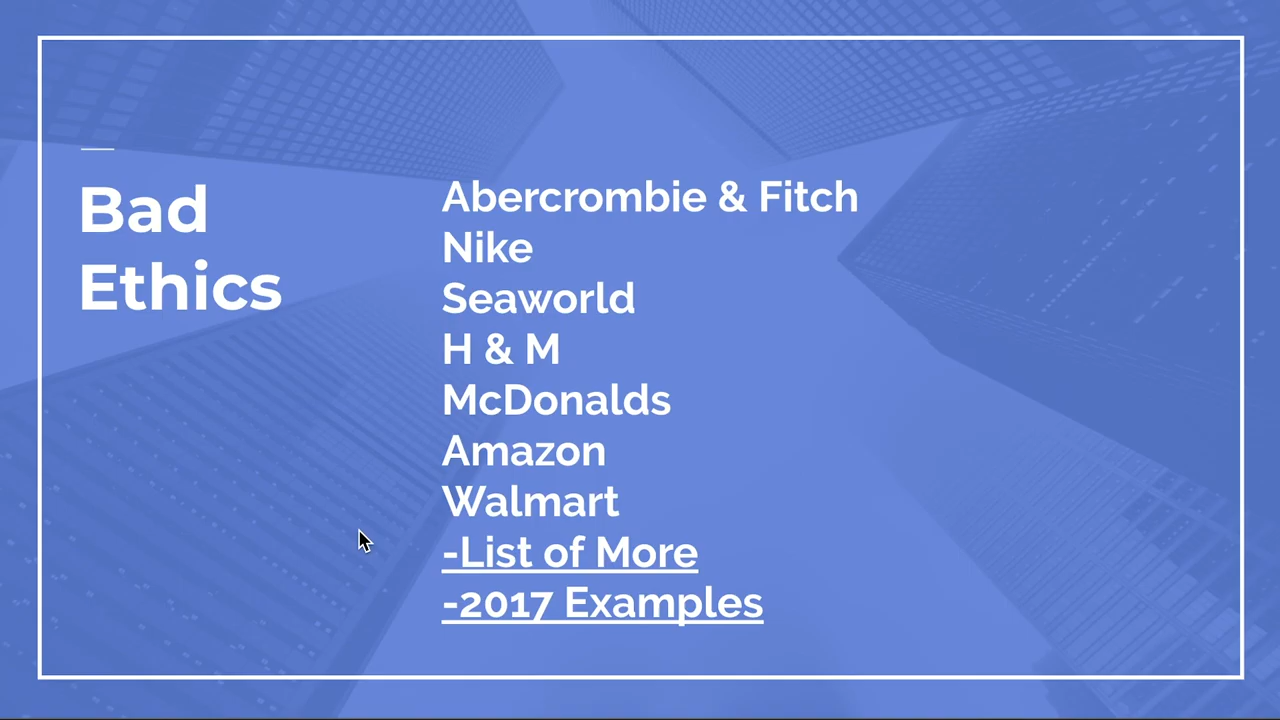 Bad
Ethics
Abercrombie & Fitch
Nike
Seaworld
H & M
McDonalds
Amazon
Walmart
-List of More
-2017 Examples